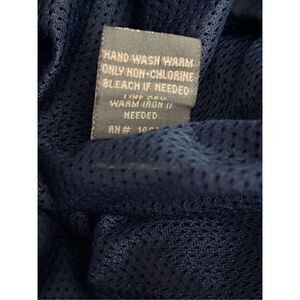 HAND WASH WARM
ONLY NON-CHLORINE
BLEACH IF NEEDED
LINE DRY
WARM IRON IF
NEEDED
RN#